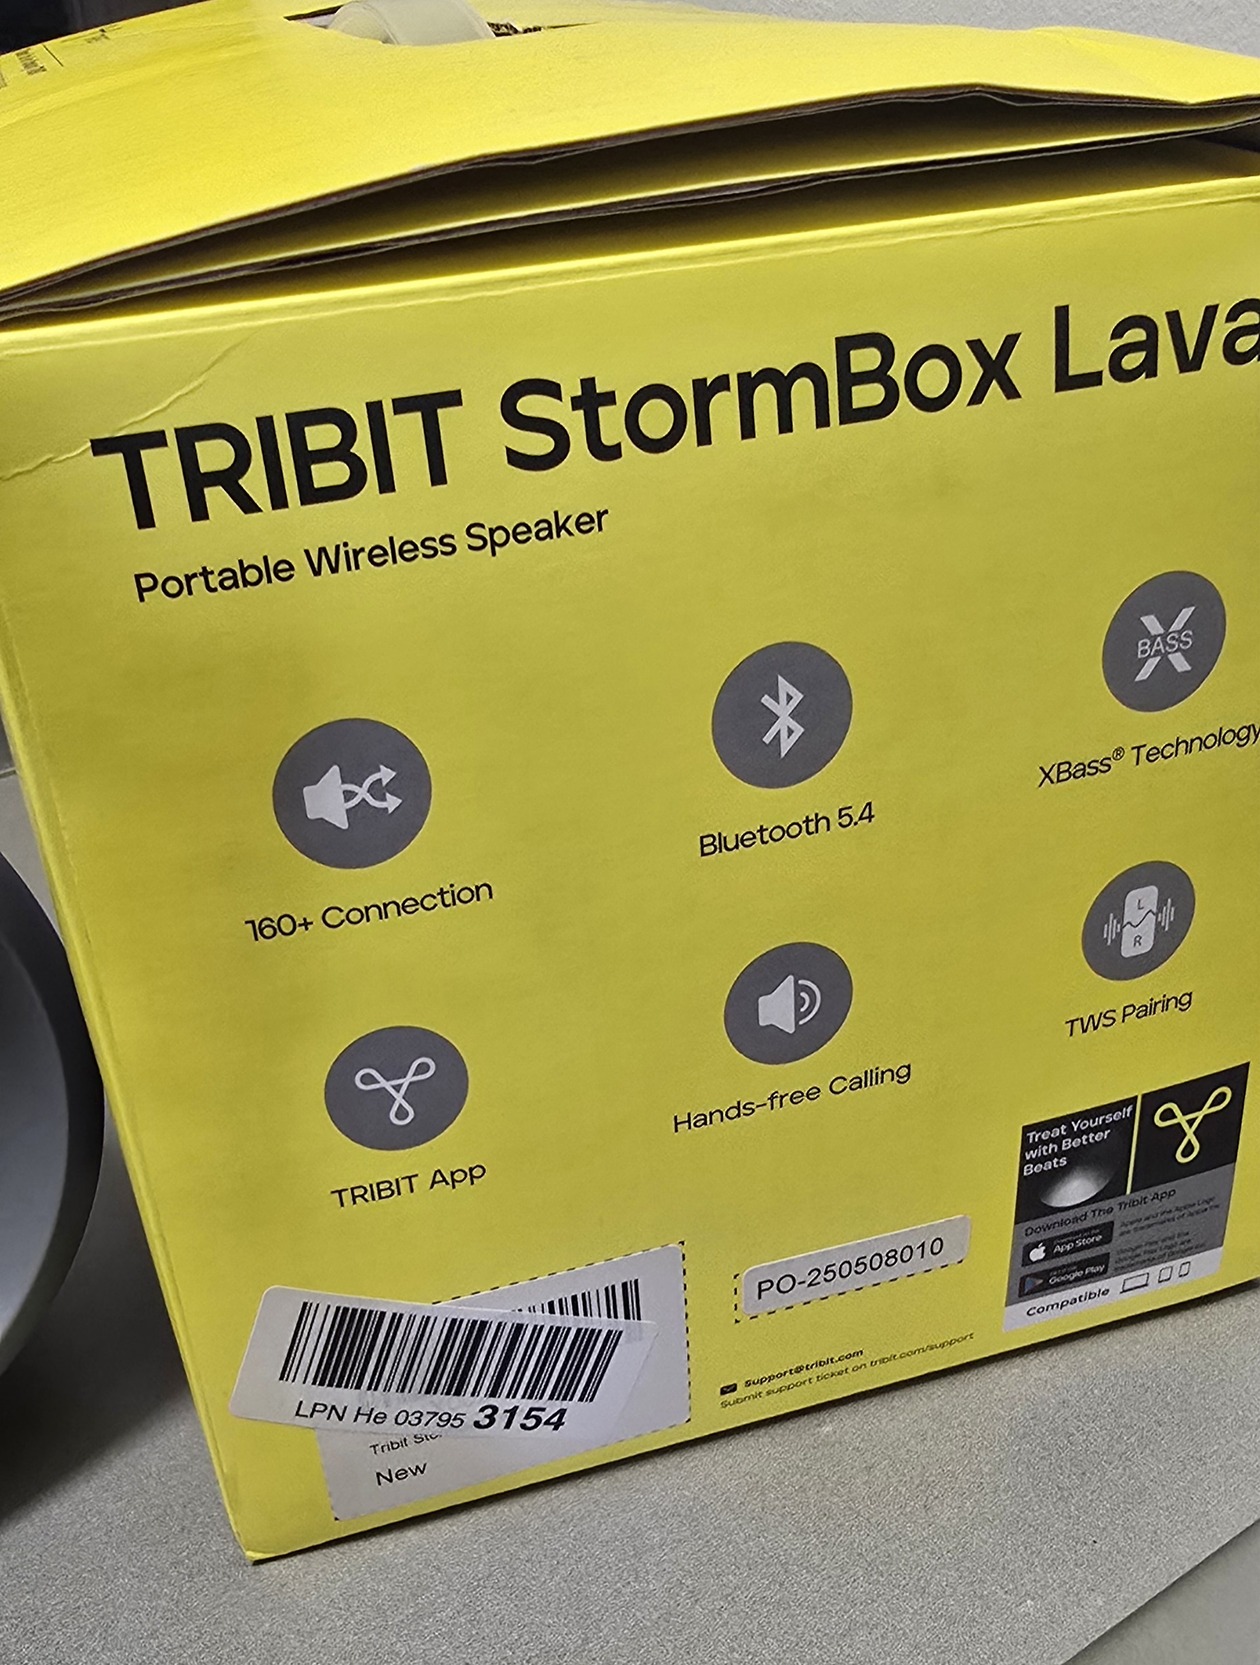 TRIBIT StormBox Lava
Portable Wireless Speaker
160+ Connection
Bluetooth 5.4
X
BASS
XBass® Technology
TRIBIT App
Hands-free Calling
L
R
TWS Pairing
Treat Yourself
with Better
Beats
Download The Tribit App
App Store
Google Play
Compatible
PO-250508010
Support@tribit.com
Submit support ticket on tribit.com/support
LPN He 03795 3154
Tribit
New